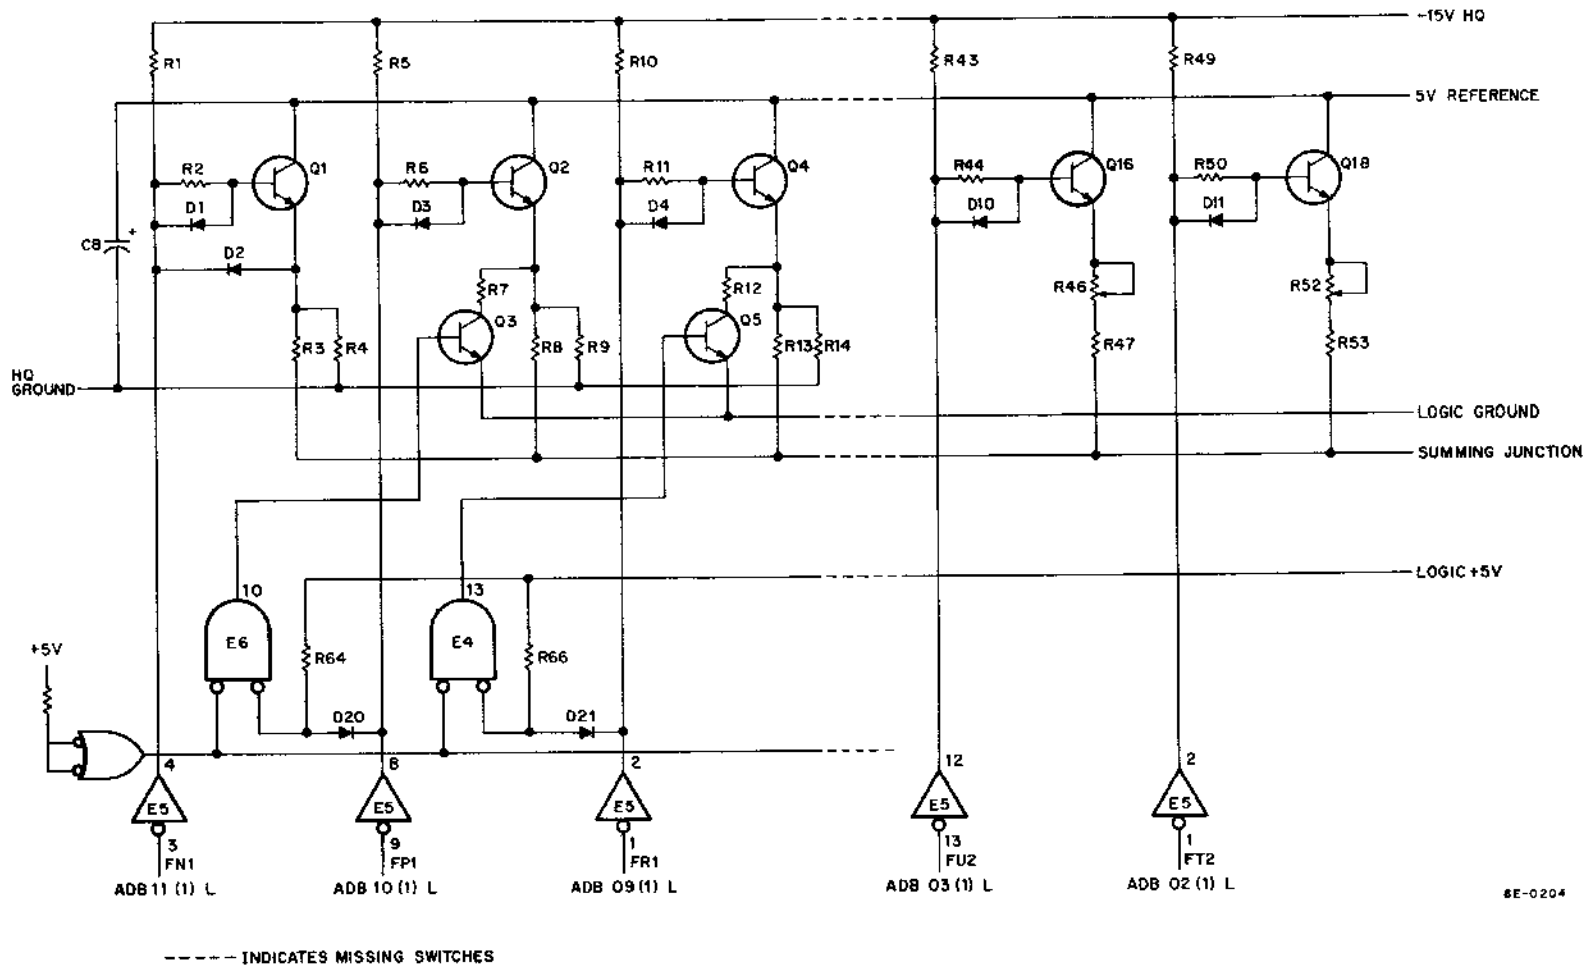 -15V HQ
R1
R5
R10
R43
R49
5V REFERENCE
R2
Q1
R6
Q2
R11
Q4
R44
Q16
R50
Q18
D1
D3
D4
D10
D11
C8
+
D2
R7
R12
R46
R52
Q3
Q5
R3
R4
R8
R9
R13
R14
R47
R53
HQ
GROUND
LOGIC GROUND
SUMMING JUNCTION
LOGIC +5V
10
13
E6
E4
+5V
R64
R66
D20
D21
4
8
2
12
2
E5
E5
E5
E5
E5
3
9
1
13
1
FN1
FP1
FR1
FU2
FT2
ADB 11 (1) L
ADB 10 (1) L
ADB 09 (1) L
ADB 03 (1) L
ADB 02 (1) L
8E-0204
----- INDICATES MISSING SWITCHES